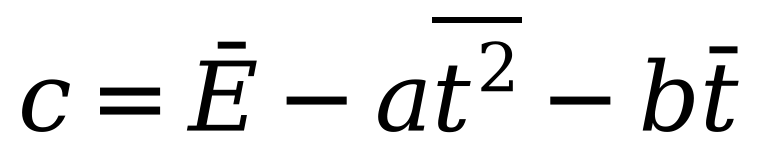 c = Ē − a\overline{t^2} − b\bar{t}